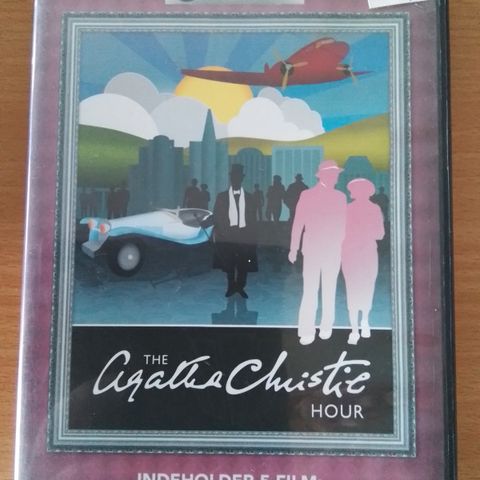 THE
Agatha Christie
HOUR
INDEHOLDER 5 FILM